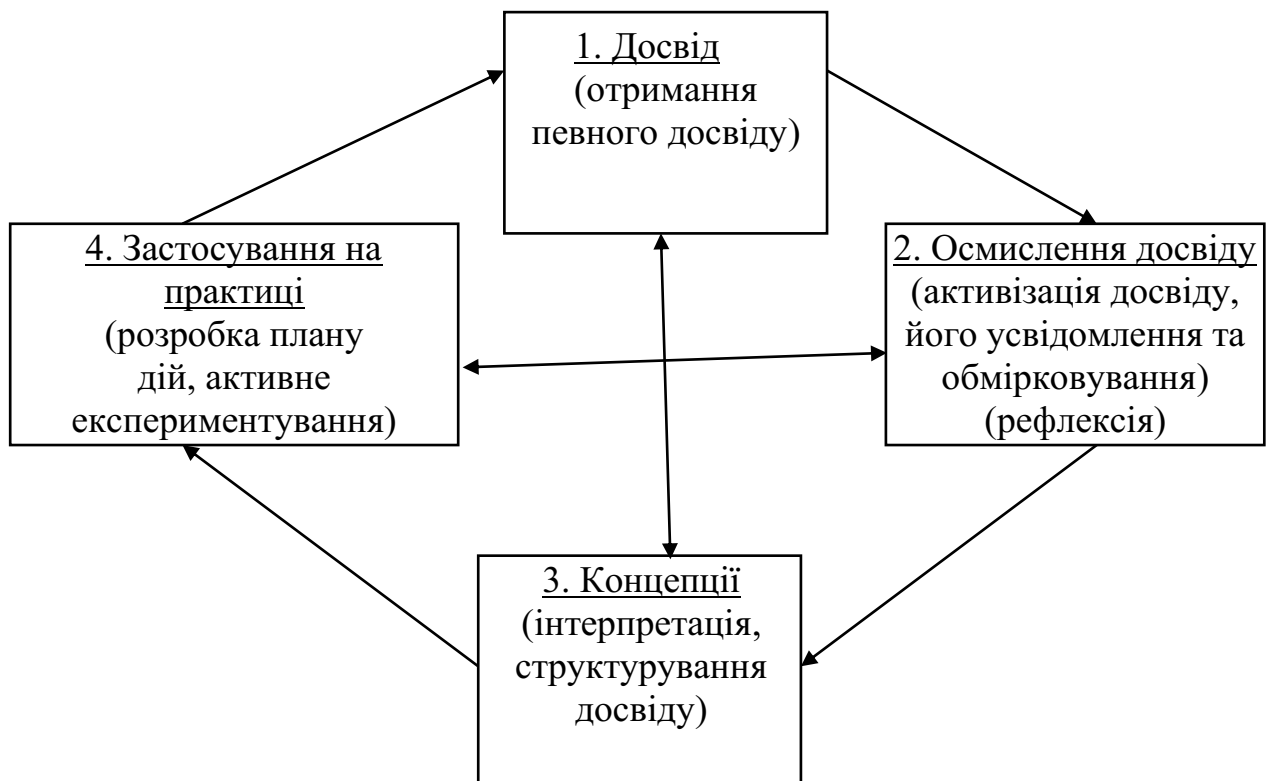 1. Досвід
(отримання
певного досвіду)
4. Застосування на
практиці
(розробка плану
дій, активне
експериментування)
2. Осмислення досвіду
(активізація досвіду,
його усвідомлення та
обмірковування)
(рефлексія)
3. Концепції
(інтерпретація,
структурування
досвіду)